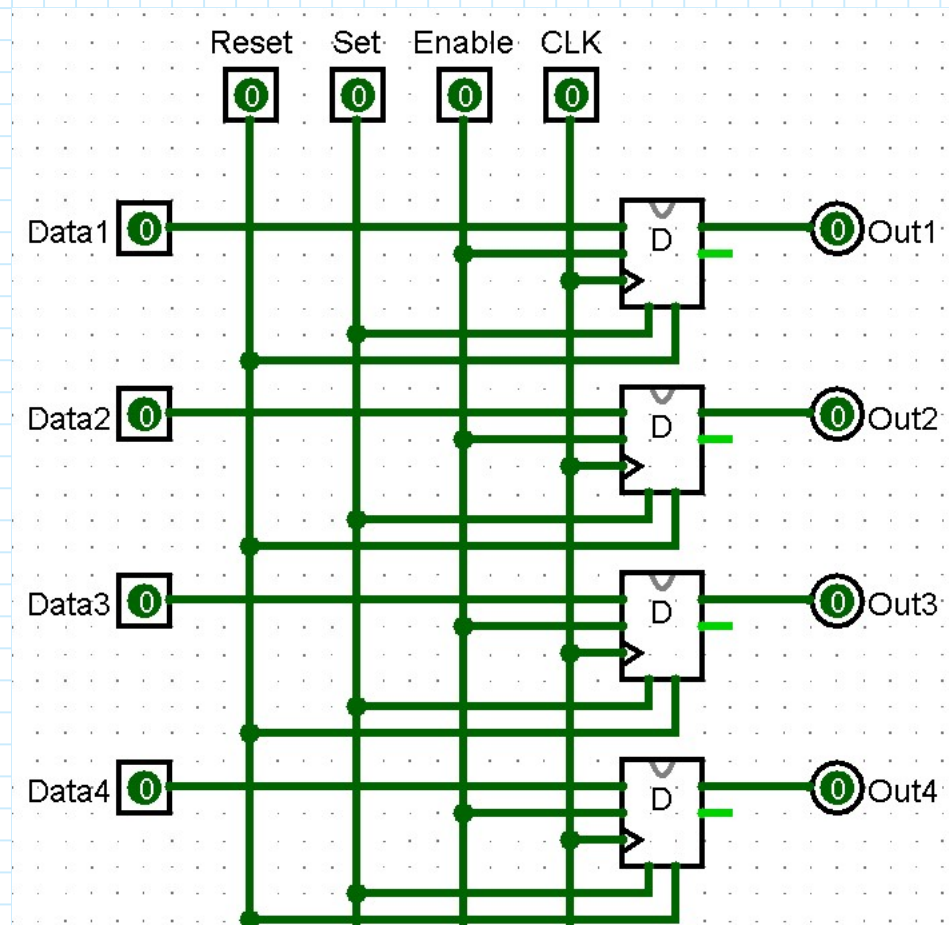 Reset Set Enable CLK
0 0 0 0
Data1 0 D 0 Out1
Data2 0 D 0 Out2
Data3 0 D 0 Out3
Data4 0 D 0 Out4